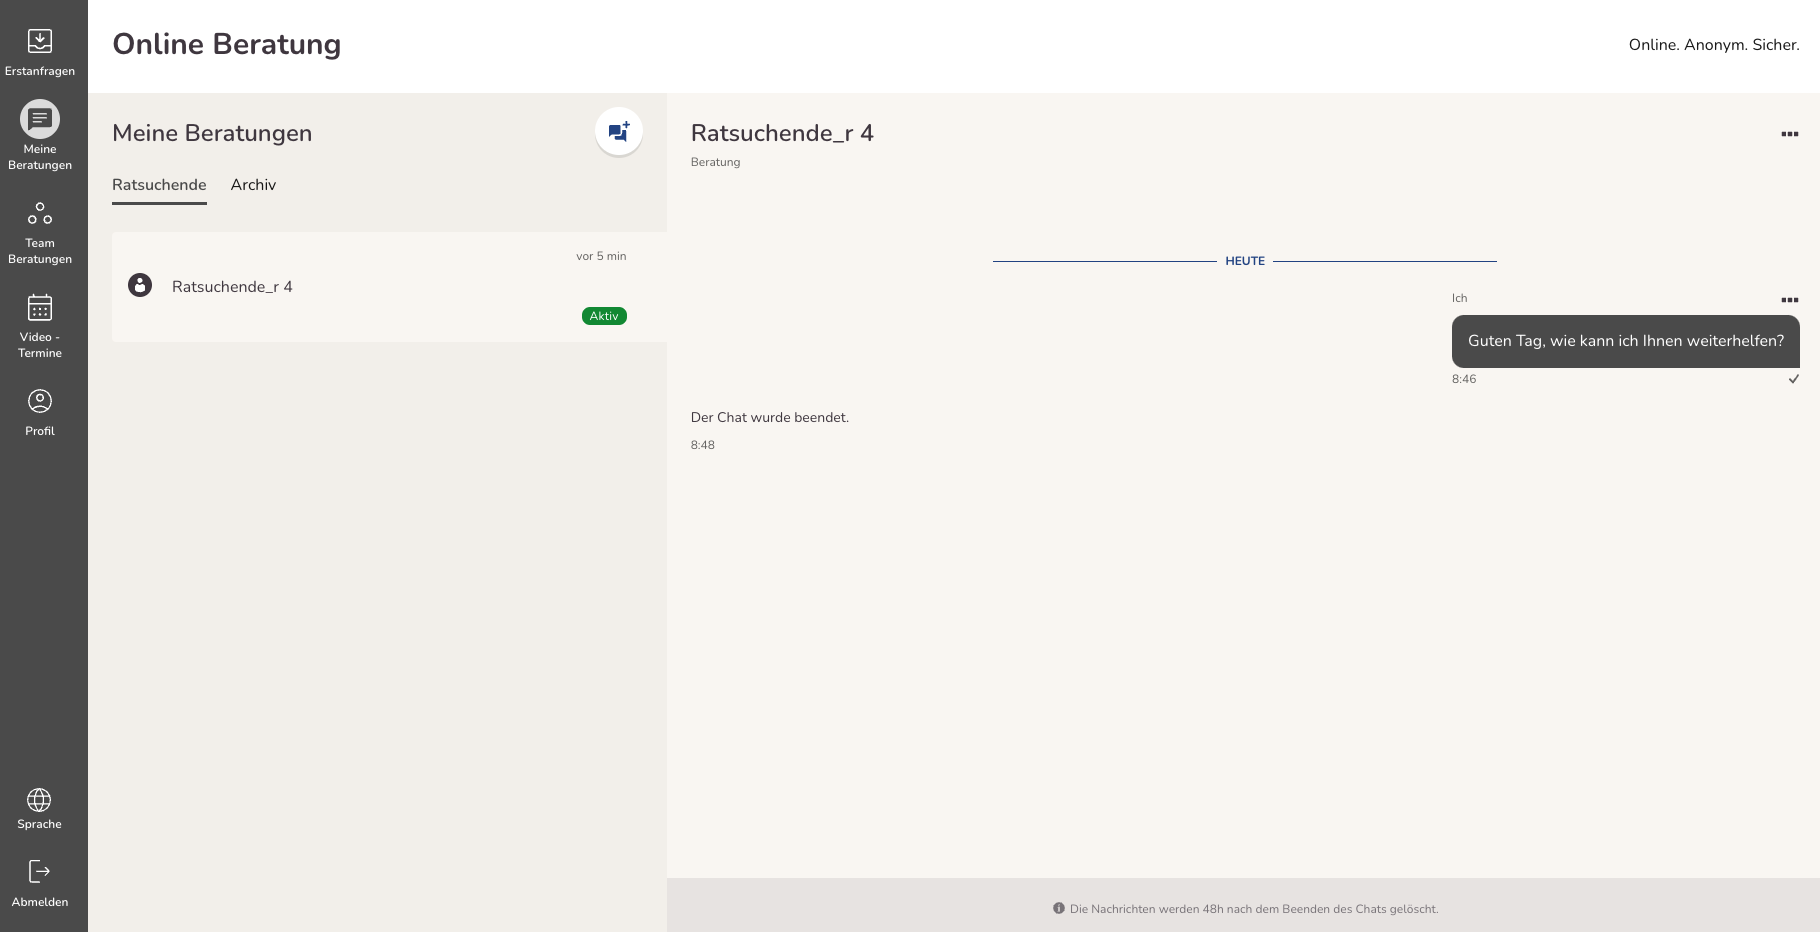 Erstanfragen
Meine
Beratungen
Team
Beratungen
Video -
Termine
Profil
Sprache
Abmelden
Online Beratung
Online. Anonym. Sicher.
Meine Beratungen
Ratsuchende Archiv
vor 5 min
Ratsuchende_r 4
Aktiv
Ratsuchende_r 4
Beratung
HEUTE
Ich
Guten Tag, wie kann ich Ihnen weiterhelfen?
8:46
Der Chat wurde beendet.
8:48
Die Nachrichten werden 48h nach dem Beenden des Chats gelöscht.